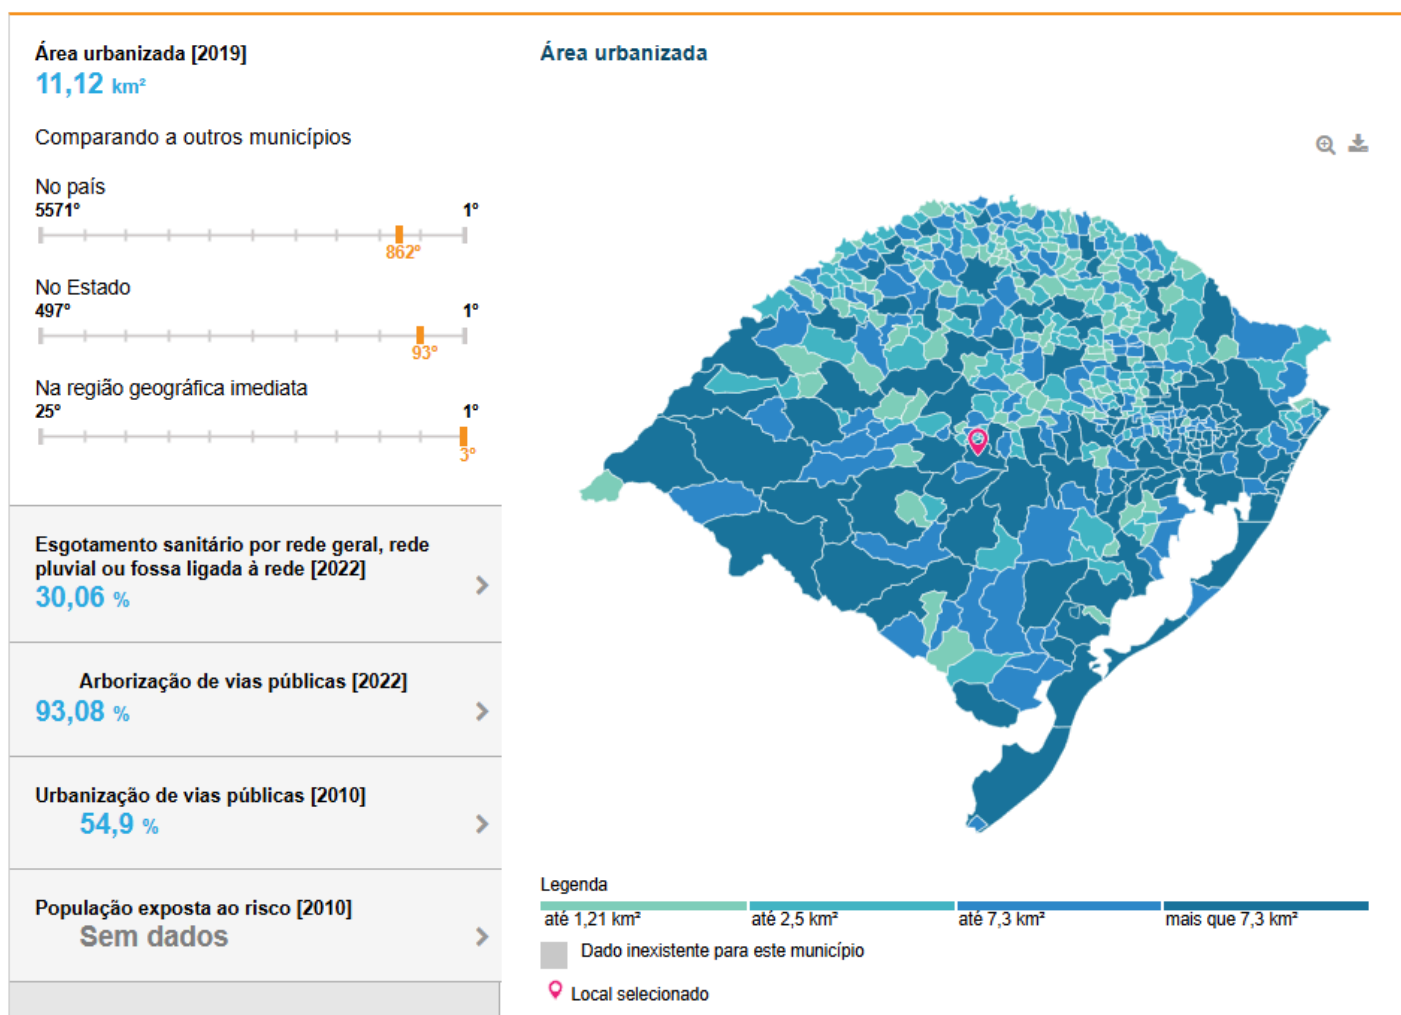 Área urbanizada [2019]
11,12 km²
Comparando a outros municípios
No país
5571° 1°
862°
No Estado
497° 1°
93°
Na região geográfica imediata
25° 1°
3°
Esgotamento sanitário por rede geral, rede
pluvial ou fossa ligada à rede [2022]
30,06 %
Arborização de vias públicas [2022]
93,08 %
Urbanização de vias públicas [2010]
54,9 %
População exposta ao risco [2010]
Sem dados
Área urbanizada
Legenda
até 1,21 km² até 2,5 km² até 7,3 km² mais que 7,3 km²
Dado inexistente para este município
Local selecionado